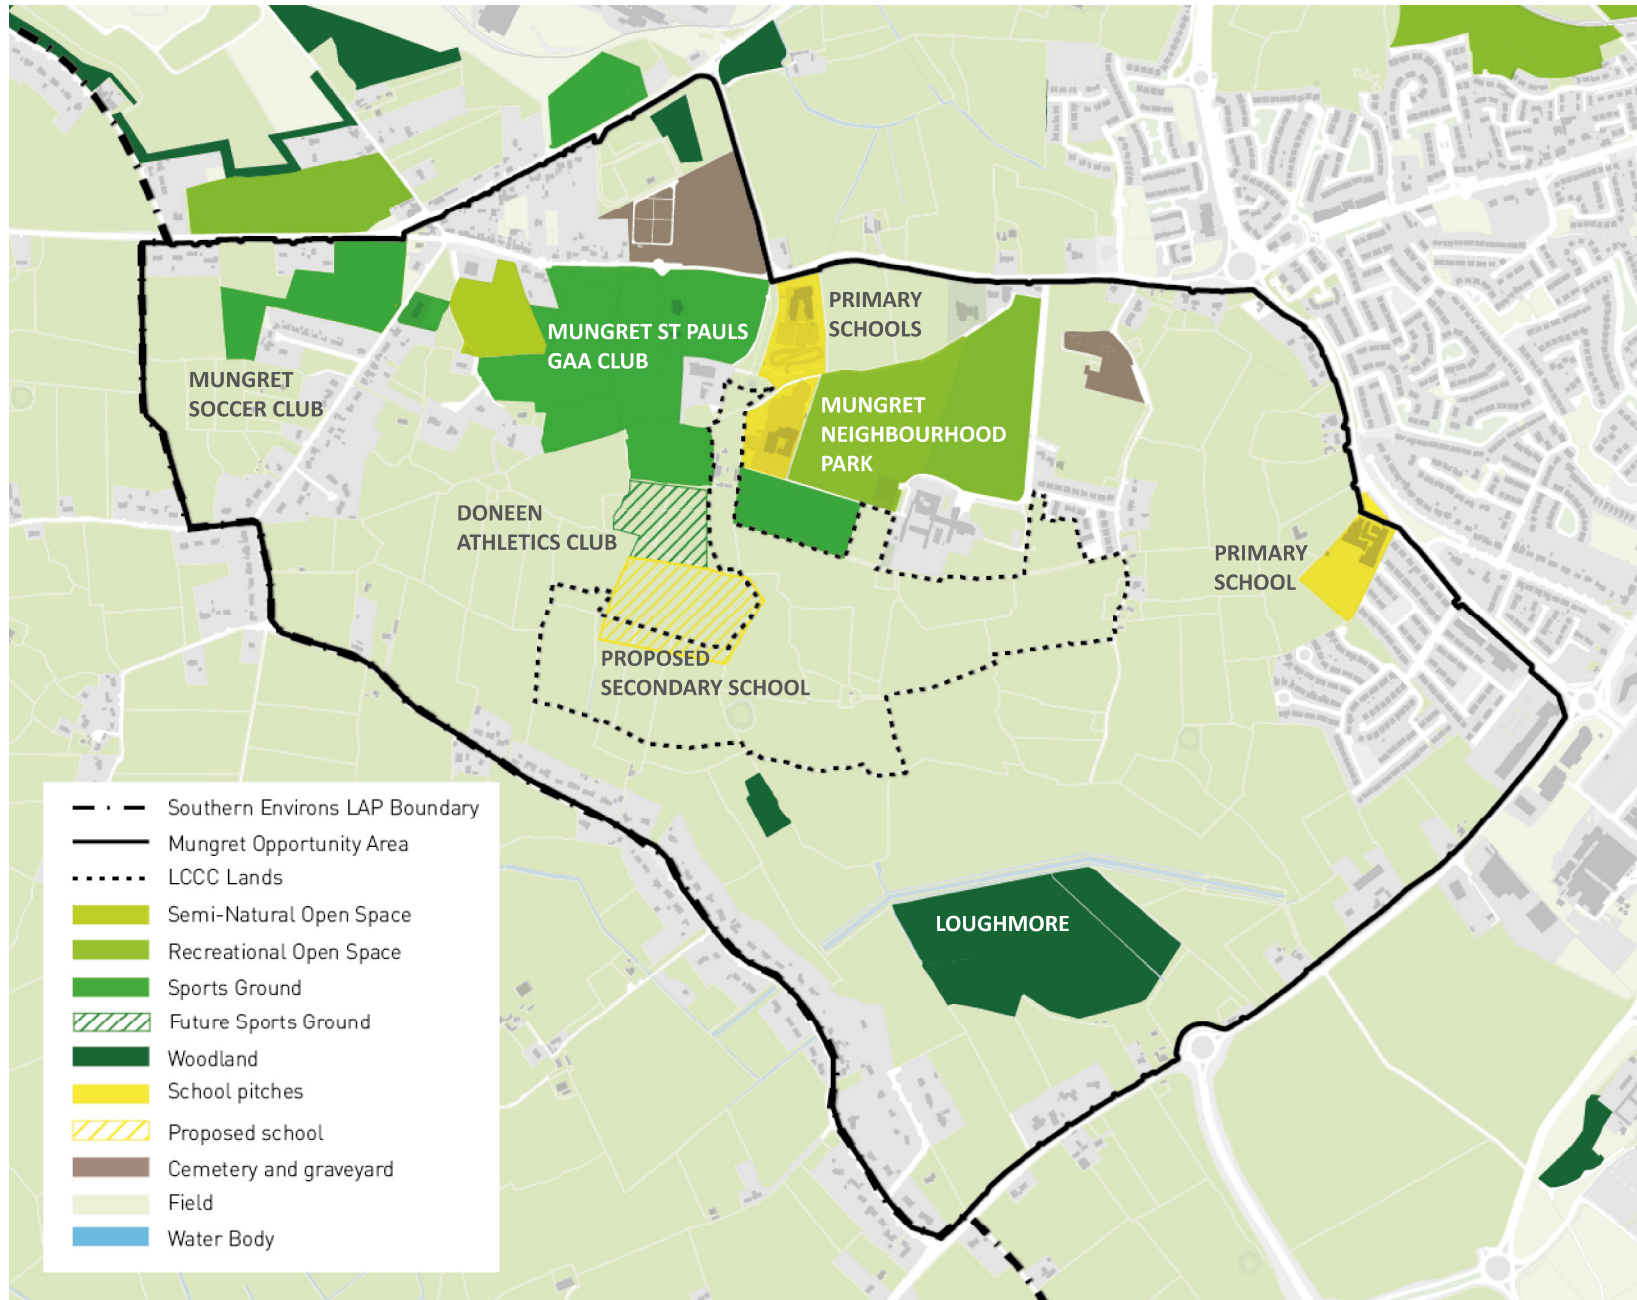 PRIMARY
SCHOOLS
MUNGRET ST PAULS
GAA CLUB
MUNGRET
SOCCER CLUB
MUNGRET
NEIGHBOURHOOD
PARK
DONEEN
ATHLETICS CLUB
PRIMARY
SCHOOL
PROPOSED
SECONDARY SCHOOL
LOUGHMORE
Southern Environs LAP Boundary
Mungret Opportunity Area
LCCC Lands
Semi-Natural Open Space
Recreational Open Space
Sports Ground
Future Sports Ground
Woodland
School pitches
Proposed school
Cemetery and graveyard
Field
Water Body